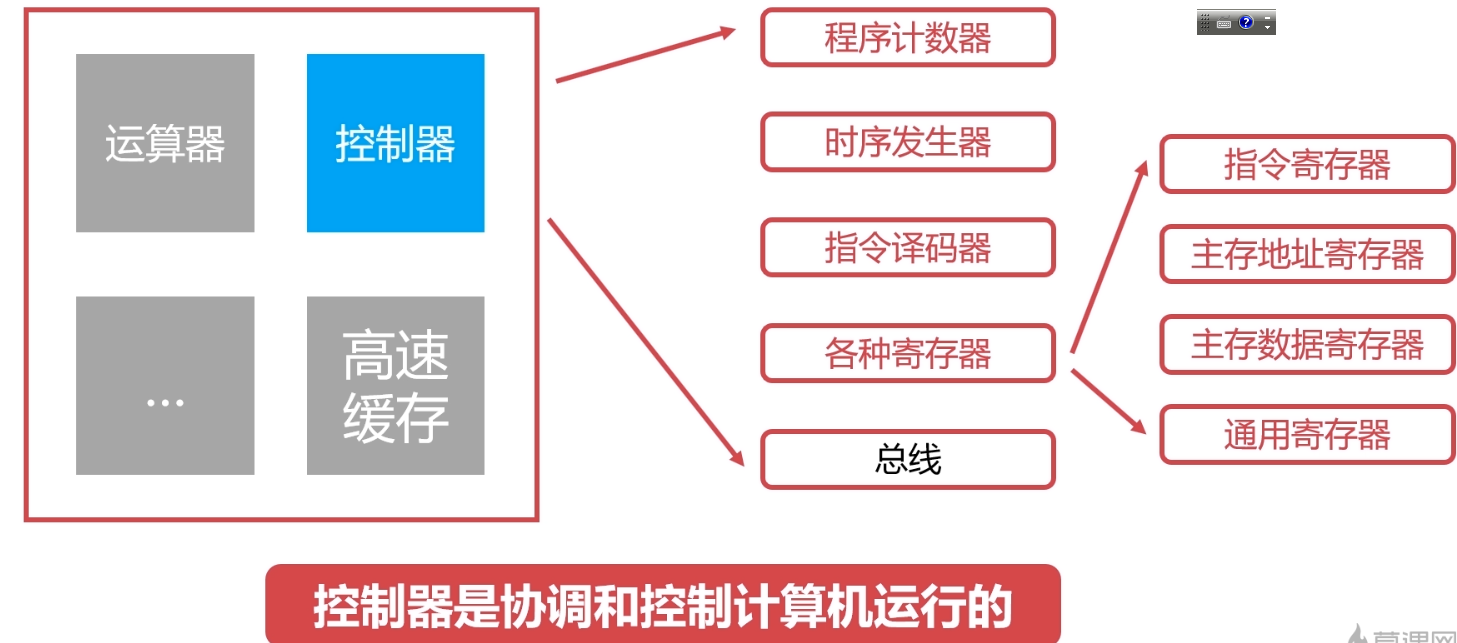 运算器
控制器
...
高速
缓存
程序计数器
时序发生器
指令译码器
各种寄存器
总线
指令寄存器
主存地址寄存器
主存数据寄存器
通用寄存器
控制器是协调和控制计算机运行的
慕课网